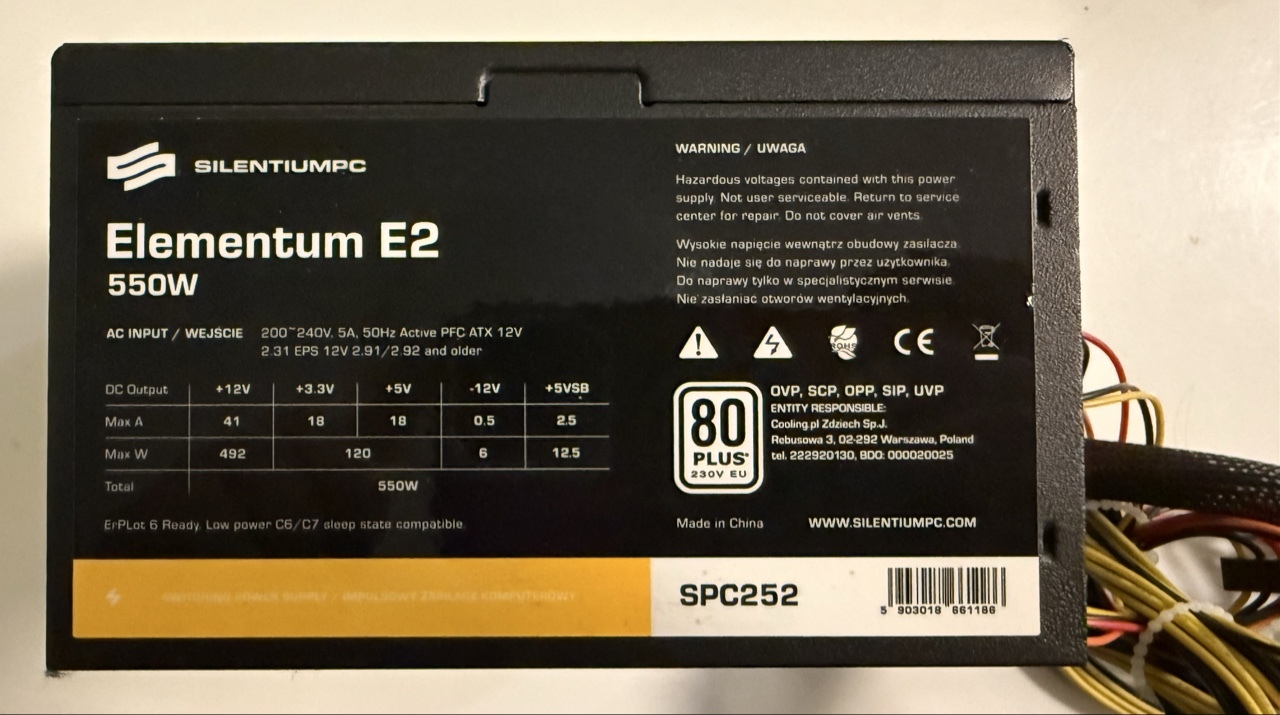 SILENTIUMPC
Elementum E2
550W
AC INPUT / WEJŚCIE 200~240V, 5A, 50Hz Active PFC ATX 12V
2.31 EPS 12V 2.91/2.92 and older
DC Output +12V +3.3V +5V -12V +5VSB
Max A 41 18 18 0.5 2.5
Max W 492 120 6 12.5
Total 550W
ErPLot 6 Ready. Low power C6/C7 sleep state compatible.
WARNING / UWAGA
Hazardous voltages contained with this power
supply. Not user serviceable. Return to service
center for repair. Do not cover air vents.
Wysokie napięcie wewnątrz obudowy zasilacza.
Nie nadaje się do naprawy przez użytkownika.
Do naprawy tylko w specjalistycznym serwisie.
Nie zasłaniać otworów wentylacyjnych.
ROHS
CE
80
PLUS
230V EU
OVP, SCP, OPP, SIP, UVP
ENTITY RESPONSIBLE:
Cooling.pl Zdziech Sp.J.
Rebusowa 3, 02-292 Warszawa, Poland
tel. 222920130, BDO: 000020025
Made in China WWW.SILENTIUMPC.COM
SWITCHING POWER SUPPLY / IMPULSOWY ZASILACZ KOMPUTEROWY
SPC252
5 903018 661186